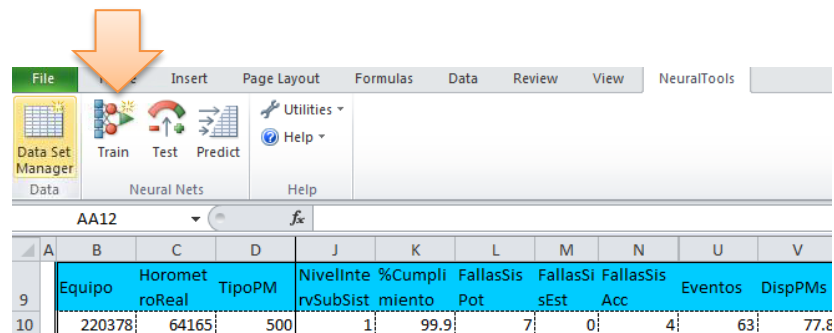 File Insert Page Layout Formulas Data Review View NeuralTools
Utilities
Help
Data Set Manager
Train Test Predict
Data Neural Nets Help
AA12 fx
A B C D J K L M N U V
9 Equipo Horomet TipoPM NivelInte %Cumpli FallasSis FallasSi FallasSis Eventos DispPMs
roReal rvSubSist miento Pot sEst Acc
10 220378 64165 500 1 99.9 7 0 4 63 77.8